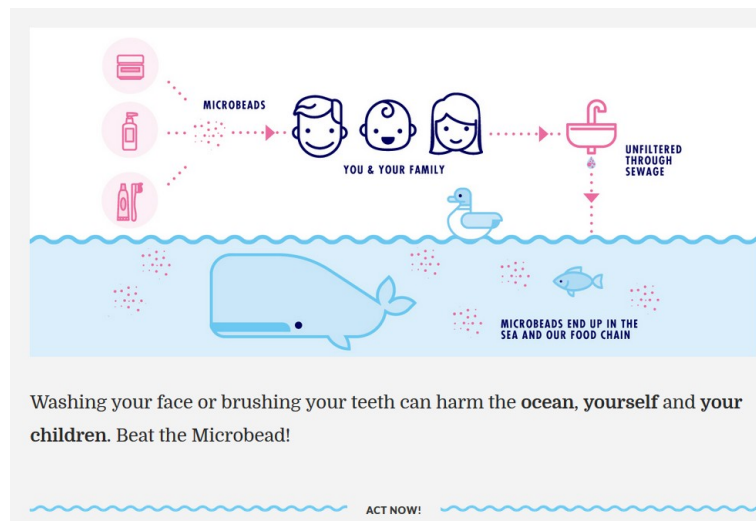 MICROBEADS
YOU & YOUR FAMILY
UNFILTERED
THROUGH
SEWAGE
MICROBEADS END UP IN THE
SEA AND OUR FOOD CHAIN
Washing your face or brushing your teeth can harm the ocean, yourself and your
children. Beat the Microbead!
ACT NOW!